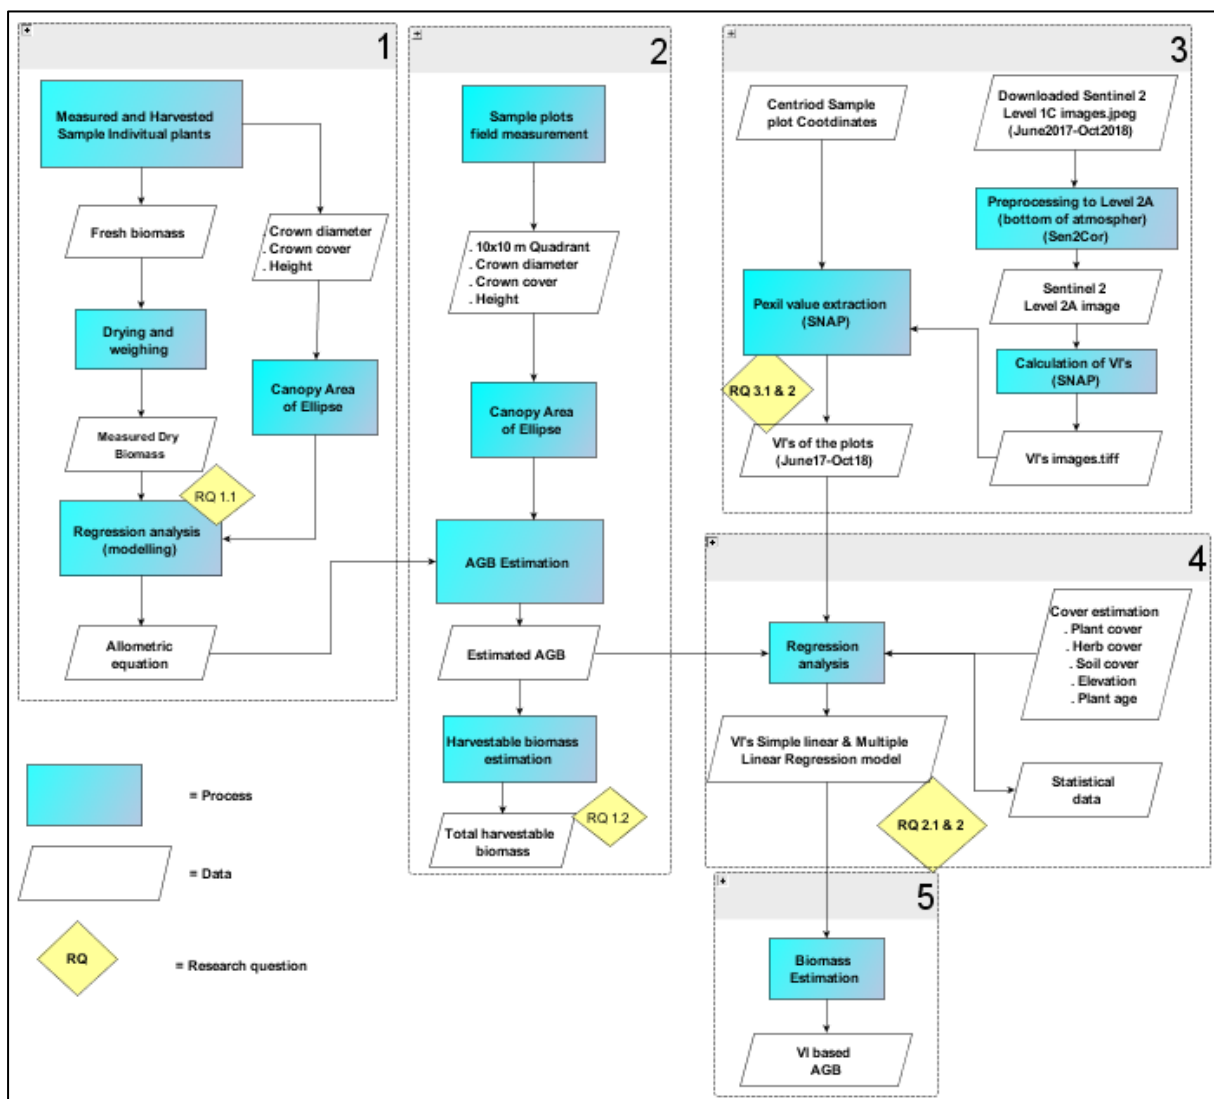 1
Measured and Harvested
Sample Indivitual plants
Fresh biomass
. Crown diameter
. Crown cover
. Height
Drying and
weighing
Canopy Area
of Ellipse
Measured Dry
Biomass
RQ 1.1
Regression analysis
(modelling)
Allometric
equation
2
Sample plots
field measurement
. 10x10 m Quadrant
. Crown diameter
. Crown cover
. Height
Canopy Area
of Ellipse
AGB Estimation
Estimated AGB
Harvestable biomass
estimation
RQ 1.2
Total harvestable
biomass
3
Centriod Sample
plot Cootdinates
Downloaded Sentinel 2
Level 1C images.jpeg
(June2017-Oct2018)
Preprocessing to Level 2A
(bottom of atmospher)
(Sen2Cor)
Sentinel 2
Level 2A image
Pexil value extraction
(SNAP)
Calculation of VI's
(SNAP)
RQ 3.1 & 2
VI's of the plots
(June17-Oct18)
VI's images.tiff
4
Cover estimation
. Plant cover
. Herb cover
. Soil cover
. Elevation
. Plant age
Regression
analysis
VI's Simple linear & Multiple
Linear Regression model
Statistical
data
RQ 2.1 & 2
5
Biomass
Estimation
VI based
AGB
= Process
= Data
RQ
= Research question